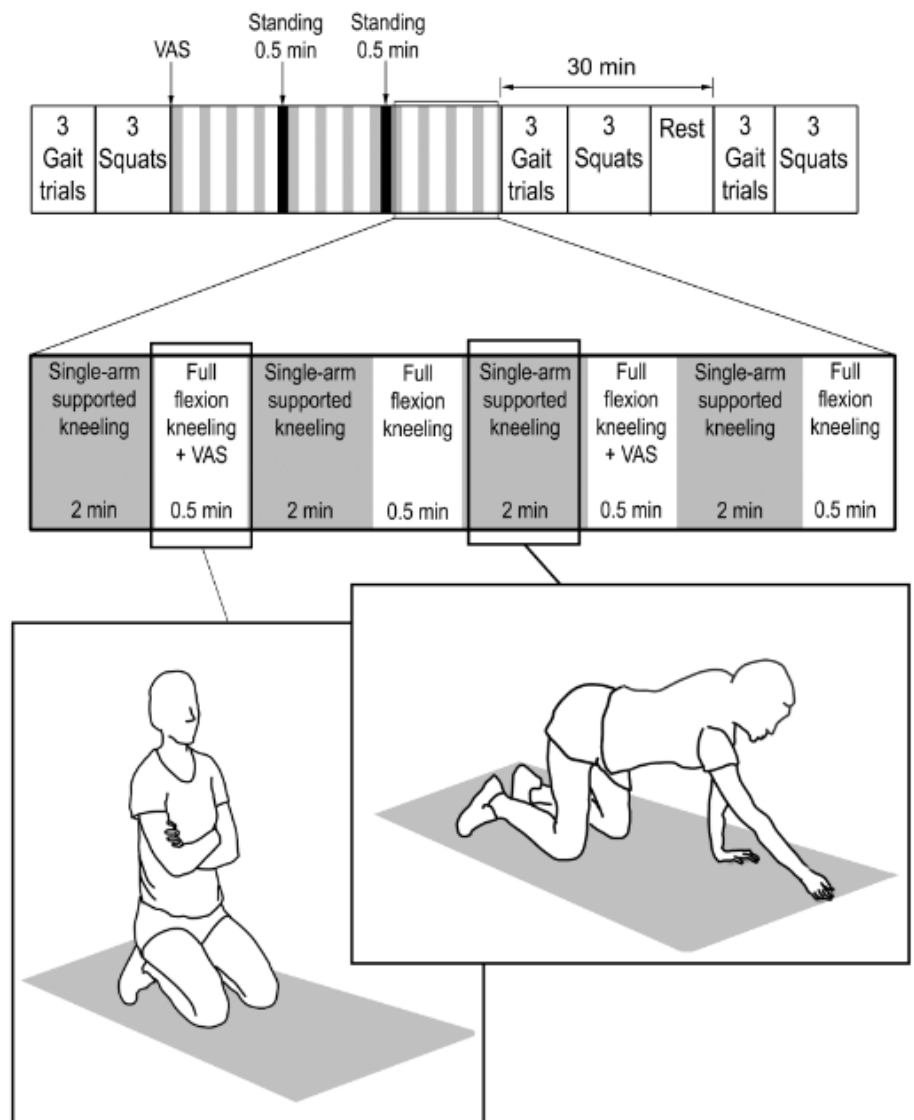 VAS
Standing
0.5 min
Standing
0.5 min
30 min
3
Gait
trials
3
Squats
3
Gait
trials
3
Squats
Rest
3
Gait
trials
3
Squats
Single-arm
supported
kneeling
2 min
Full
flexion
kneeling
+ VAS
0.5 min
Single-arm
supported
kneeling
2 min
Full
flexion
kneeling
0.5 min
Single-arm
supported
kneeling
2 min
Full
flexion
kneeling
+ VAS
0.5 min
Single-arm
supported
kneeling
2 min
Full
flexion
kneeling
0.5 min